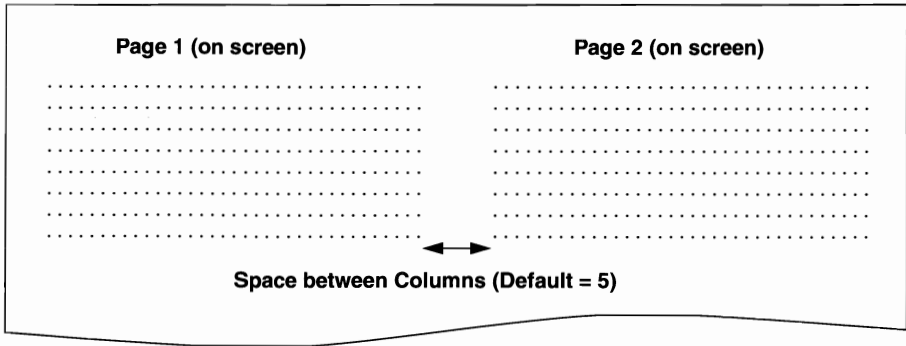 Page 1 (on screen)
Page 2 (on screen)
Space between Columns (Default = 5)